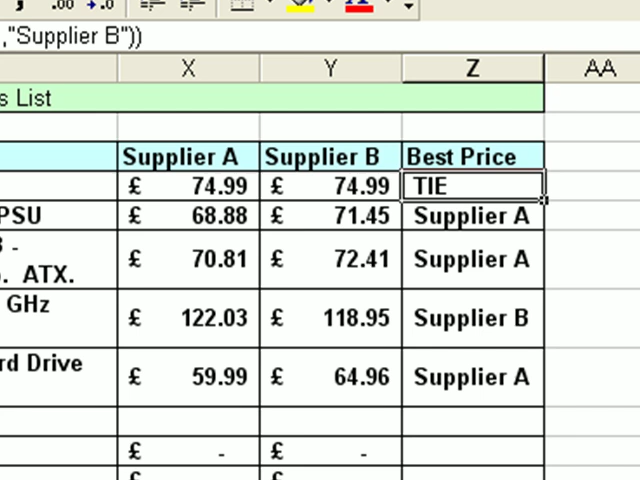 ,"Supplier B"))
X Y Z AA
s List
Supplier A Supplier B Best Price
£ 74.99 £ 74.99 TIE
PSU £ 68.88 £ 71.45 Supplier A
-
. ATX. £ 70.81 £ 72.41 Supplier A
GHz £ 122.03 £ 118.95 Supplier B
rd Drive £ 59.99 £ 64.96 Supplier A
£ - £ -
£ £